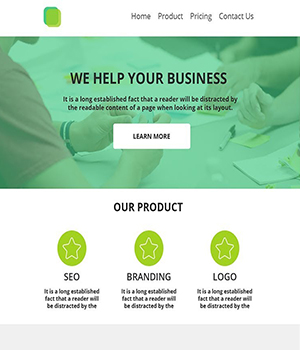 Home Product Pricing Contact Us
WE HELP YOUR BUSINESS
It is a long established fact that a reader will be distracted by
the readable content of a page when looking at its layout.
LEARN MORE
OUR PRODUCT
SEO BRANDING LOGO
It is a long established It is a long established It is a long established
fact that a reader will fact that a reader will fact that a reader will
be distracted by the be distracted by the be distracted by the